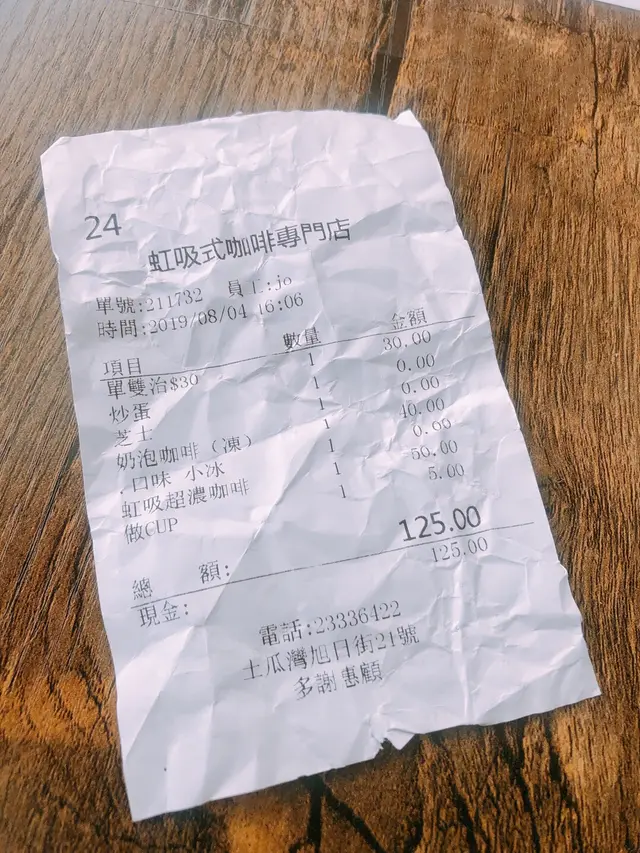 24
虹吸式咖啡專門店
單號:211732 員工:jo
時間:2019/08/04 16:06
項目 數量 金額
單雙治$30 1 30.00
炒蛋 1 0.00
芝士 1 0.00
奶泡咖啡（凍） 1 40.00
.口味 小冰 1 0.00
虹吸超濃咖啡 1 50.00
做CUP 1 5.00
總 額: 125.00
現金: 125.00
電話:23336422
土瓜灣旭日街21號
多謝惠顧